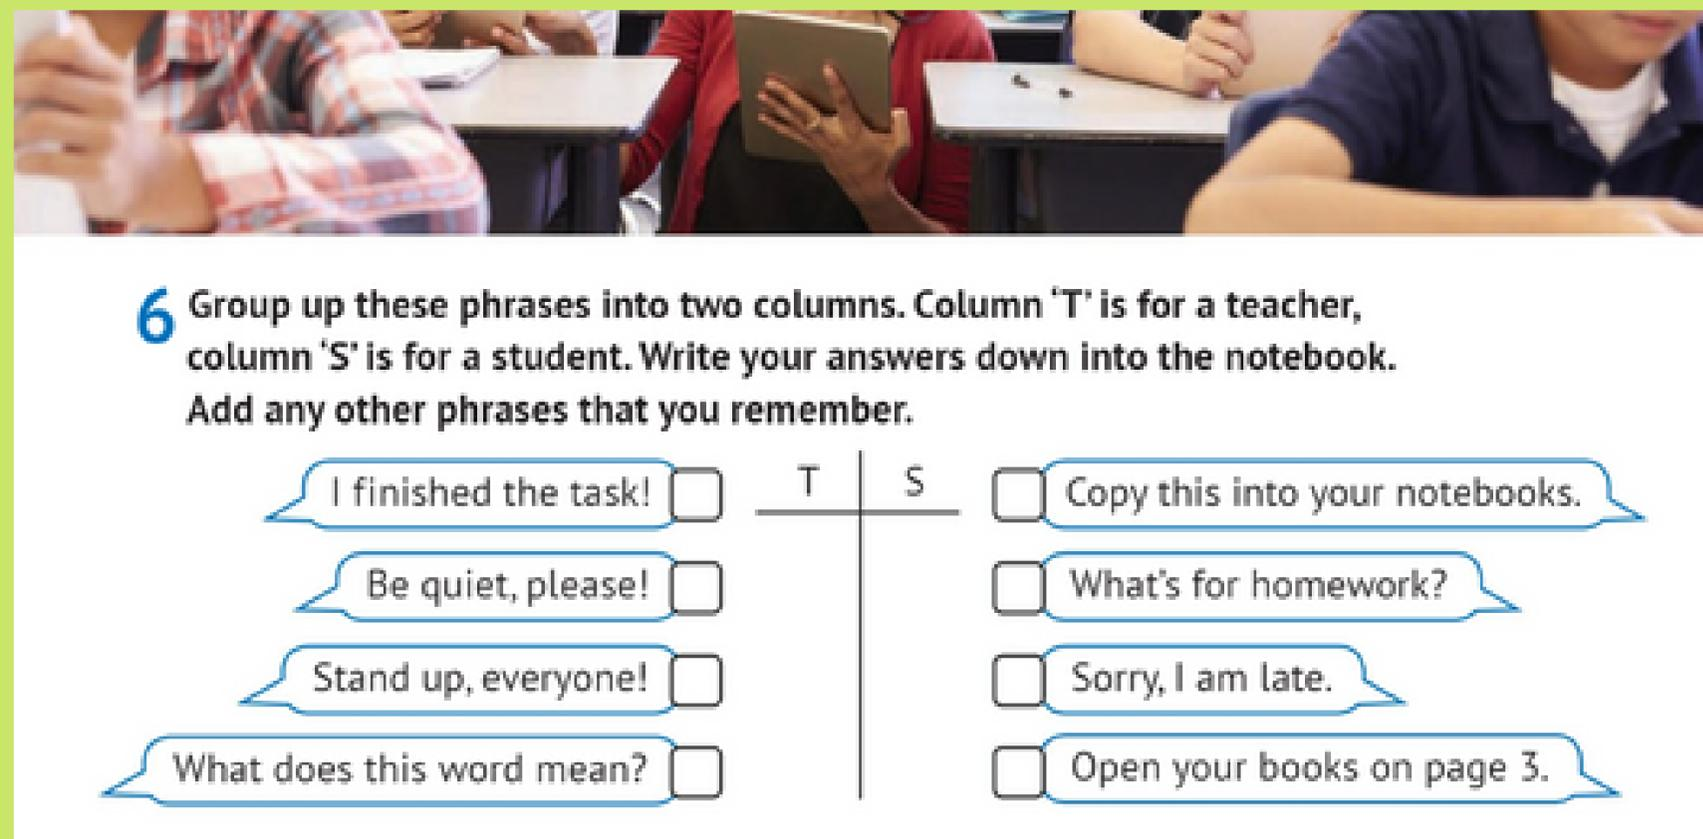 6 Group up these phrases into two columns. Column ‘T’ is for a teacher,
column ‘S’ is for a student. Write your answers down into the notebook.
Add any other phrases that you remember.
I finished the task!
Be quiet, please!
Stand up, everyone!
What does this word mean?
T S
Copy this into your notebooks.
What's for homework?
Sorry, I am late.
Open your books on page 3.